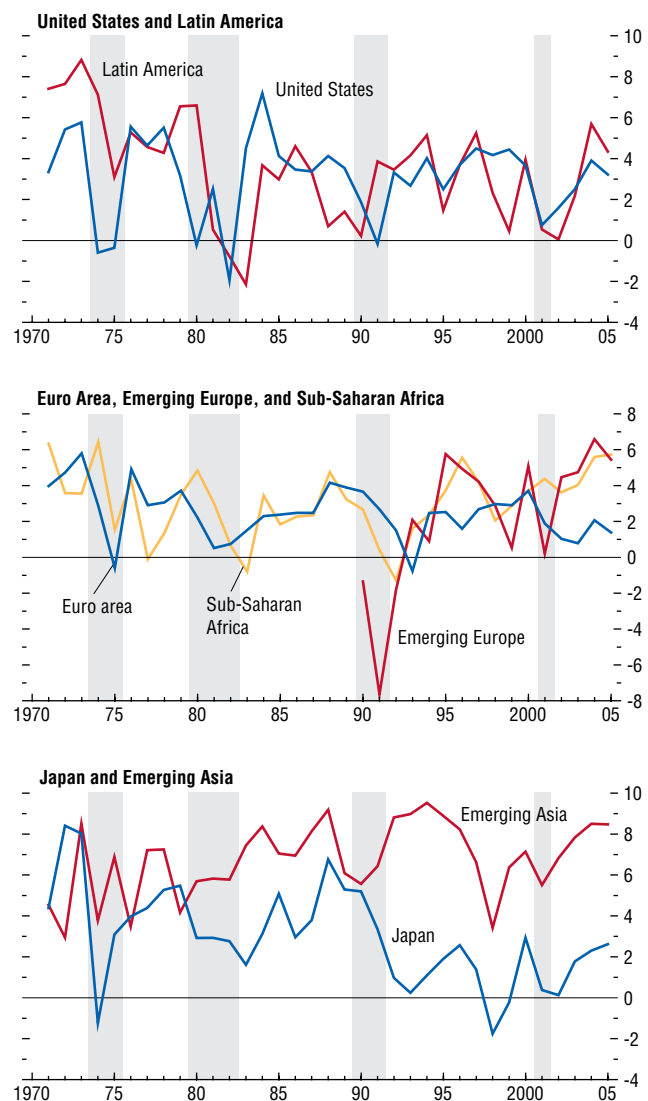 United States and Latin America
10
Latin America
8
United States
6
4
2
0
-2
-4
1970 75 80 85 90 95 2000 05
Euro Area, Emerging Europe, and Sub-Saharan Africa
8
6
4
2
0
Euro area
Sub-Saharan
Africa
-2
-4
Emerging Europe
-6
-8
1970 75 80 85 90 95 2000 05
Japan and Emerging Asia
10
Emerging Asia
8
6
4
Japan
2
0
-2
-4
1970 75 80 85 90 95 2000 05